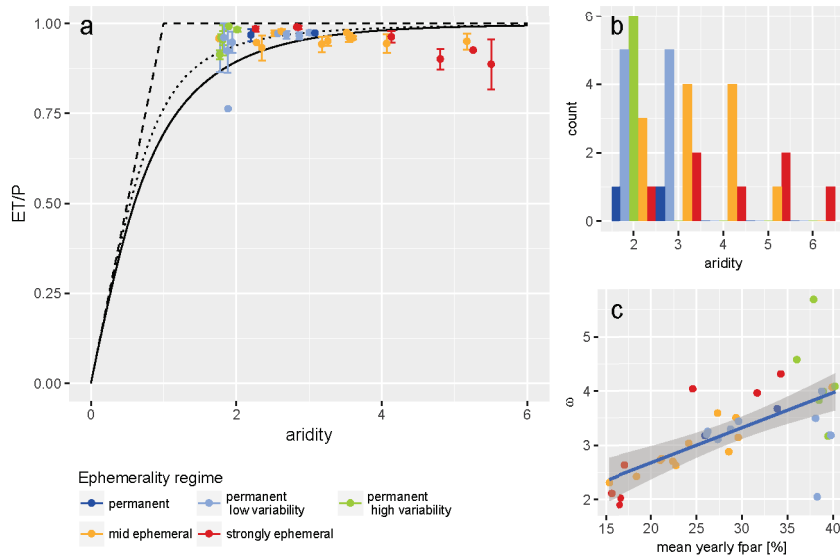 a
1.00
0.75
0.50
0.25
0.00
ET/P
0
2
4
6
aridity
b
6
4
2
0
count
2
3
4
5
6
aridity
c
5
4
3
2
ω
15
20
25
30
35
40
mean yearly fpar [%]
Ephemerality regime
permanent
permanent
low variability
permanent
high variability
mid ephemeral
strongly ephemeral